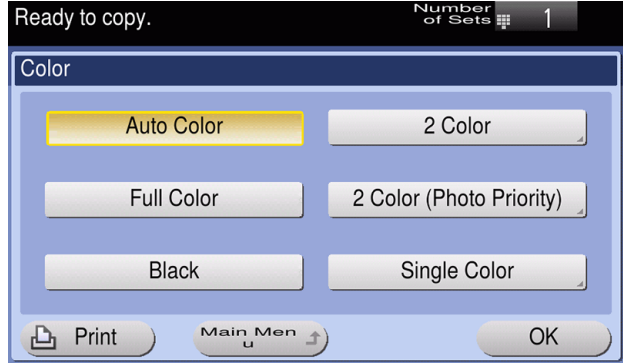 Ready to copy.
Number
of Sets 1
Color
Auto Color
2 Color
Full Color
2 Color (Photo Priority)
Black
Single Color
Print
Main Men
u
OK